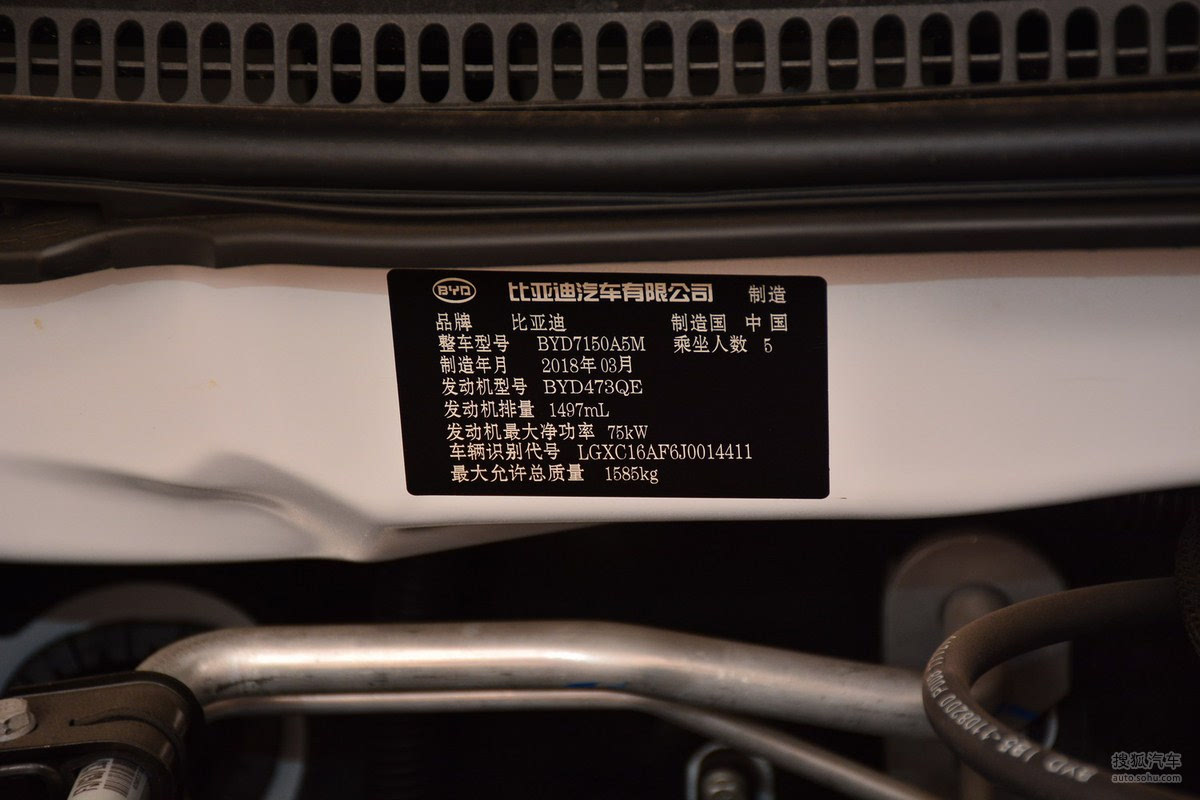 BYD 比亚迪汽车有限公司 制造
品牌 比亚迪 制造国 中国
整车型号 BYD7150A5M 乘坐人数 5
制造年月 2018年03月
发动机型号 BYD473QE
发动机排量 1497mL
发动机最大净功率 75kW
车辆识别代号 LGXC16AF6J0014411
最大允许总质量 1585kg
BYD
搜狐汽车
auto.sohu.com